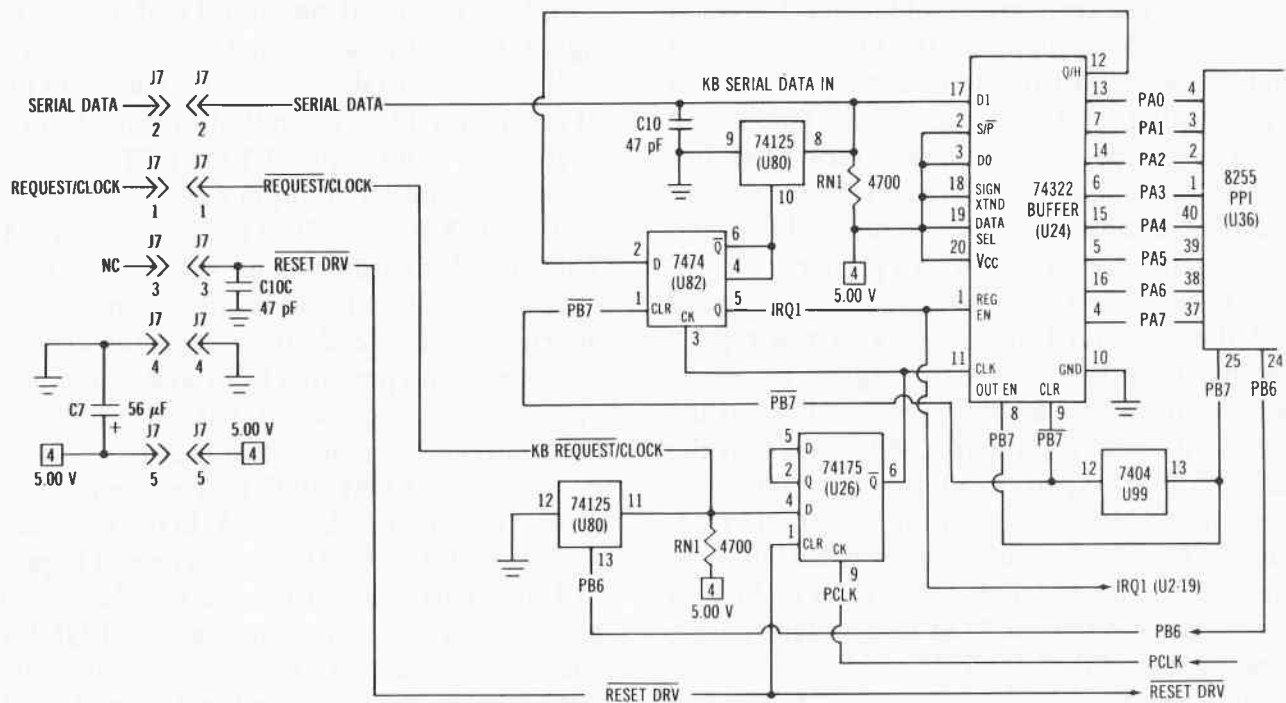 J7 J7
SERIAL DATA
2 2
SERIAL DATA
KB SERIAL DATA IN
C10
47 pF
9
74125
(U80)
8
10
RN1
4700
4
5.00 V
REQUEST/CLOCK
J7 J7
1 1
REQUEST/CLOCK
NC
J7 J7
3 3
RESET DRV
C10C
47 pF
J7 J7
4 4
C7
56 μF
+
4
5.00 V
J7 J7
5 5
5.00 V
4
2
D
7474
(U82)
Q
6
4
Q
5
IRQ1
PB7
1
CLR
CK
3
PB7
17
D1
2
S/P
3
D0
18
SIGN
XTND
19
DATA
SEL
20
VCC
1
REG
EN
11
CLK
OUT EN
CLR
GND
10
8
9
PB7
PB7
74322
BUFFER
(U24)
Q/H
12
13
PA0
4
7
PA1
3
14
PA2
2
6
PA3
1
15
PA4
40
5
PA5
39
16
PA6
38
4
PA7
37
8255
PPI
(U36)
25
24
PB7
PB6
12
7404
U99
13
KB REQUEST/CLOCK
12
74125
(U80)
11
13
PB6
RN1
4700
4
5.00 V
5
D
2
Q
4
D
1
CLR
CK
74175
(U26)
Q
6
9
PCLK
IRQ1 (U2-19)
PB6
PCLK
RESET DRV
RESET DRV